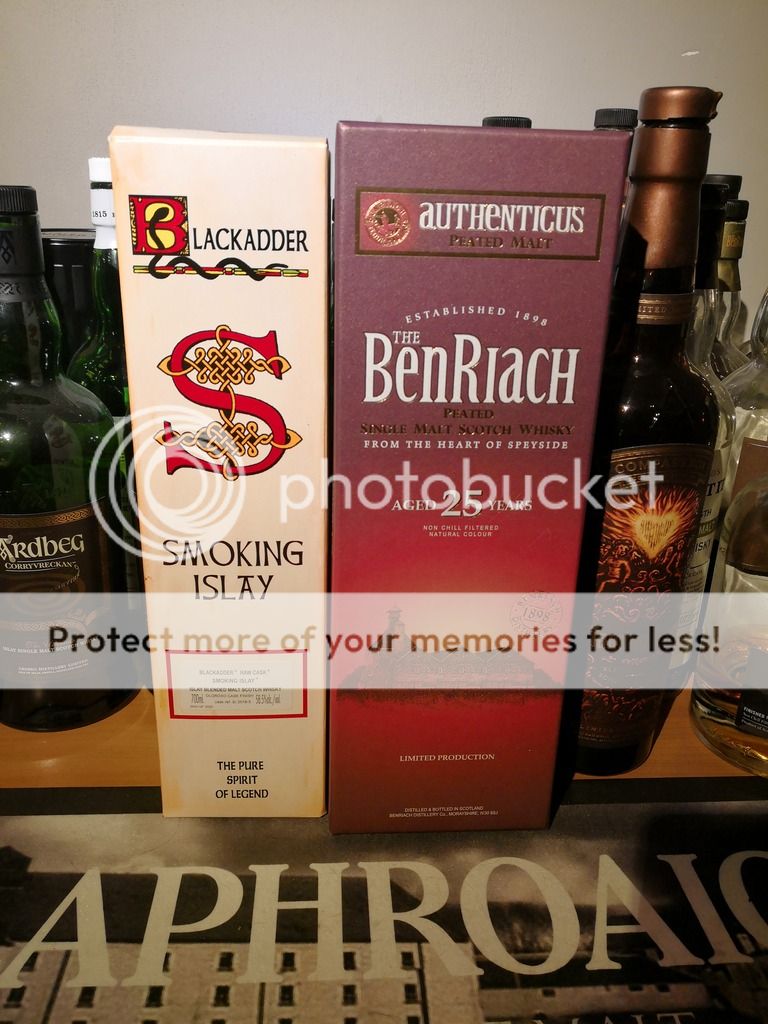 BLACKADDER
S
SMOKING
ISLAY
BLACKADDER RAW CASK
SMOKING ISLAY
ISLAY BLENDED MALT SCOTCH WHISKY
700ml
THE PURE
SPIRIT
OF LEGEND
AUTHENTICUS
PEATED MALT
ESTABLISHED 1898
THE
BENRIACH
PEATED
SINGLE MALT SCOTCH WHISKY
FROM THE HEART OF SPEYSIDE
AGED 25 YEARS
NON CHILL FILTERED
NATURAL COLOUR
1898
LIMITED PRODUCTION
DISTILLED & BOTTLED IN SCOTLAND
BENRIACH DISTILLERY Co., MORAYSHIRE, IV30 8SJ
1815
ARDBEG
CORRYVRECKAN
photobucket
Protect more of your memories for less!
APHROAIG